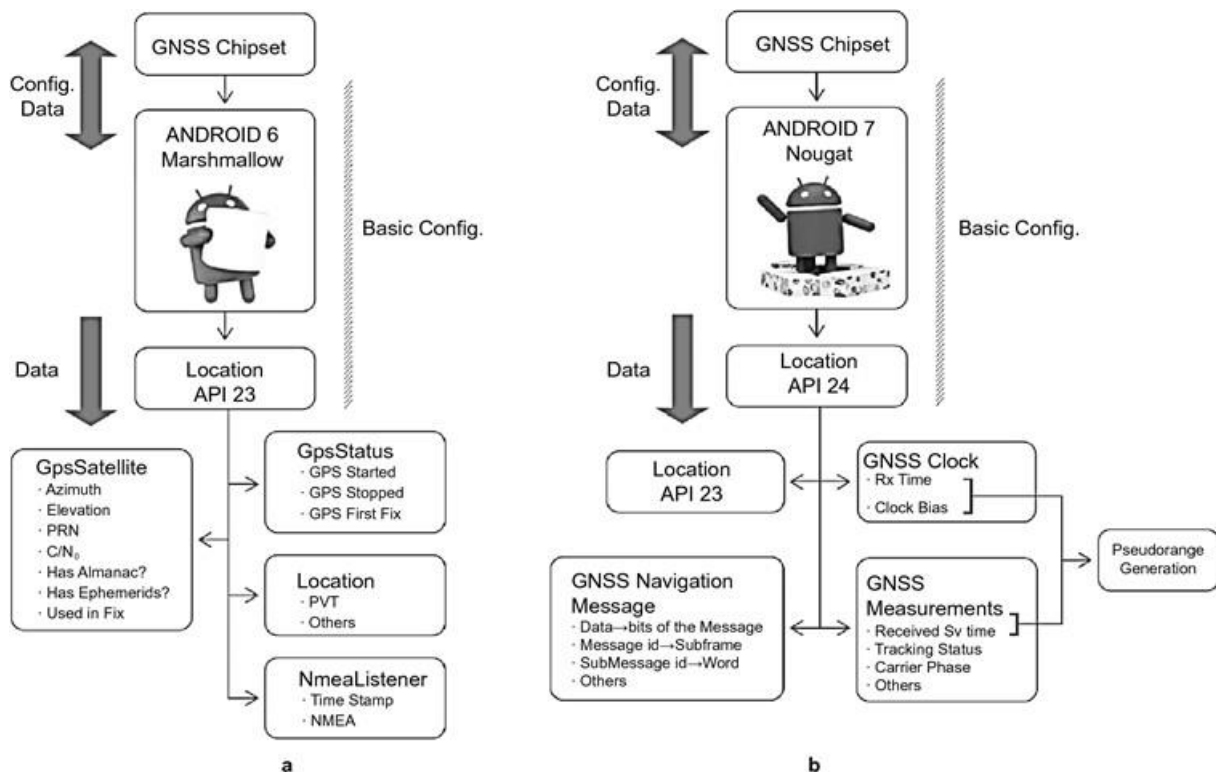 GNSS Chipset
Config.
Data
ANDROID 6
Marshmallow
Basic Config.
Data
Location
API 23
GpsSatellite
· Azimuth
· Elevation
· PRN
· C/N₀
· Has Almanac?
· Has Ephemerids?
· Used in Fix
GpsStatus
· GPS Started
· GPS Stopped
· GPS First Fix
Location
· PVT
· Others
NmeaListener
· Time Stamp
· NMEA
a
GNSS Chipset
Config.
Data
ANDROID 7
Nougat
Basic Config.
Data
Location
API 24
Location
API 23
GNSS Clock
· Rx Time
· Clock Bias
Pseudorange
Generation
GNSS Navigation
Message
· Data→bits of the Message
· Message id→Subframe
· SubMessage id→Word
· Others
GNSS
Measurements
· Received Sv time
· Tracking Status
· Carrier Phase
· Others
b